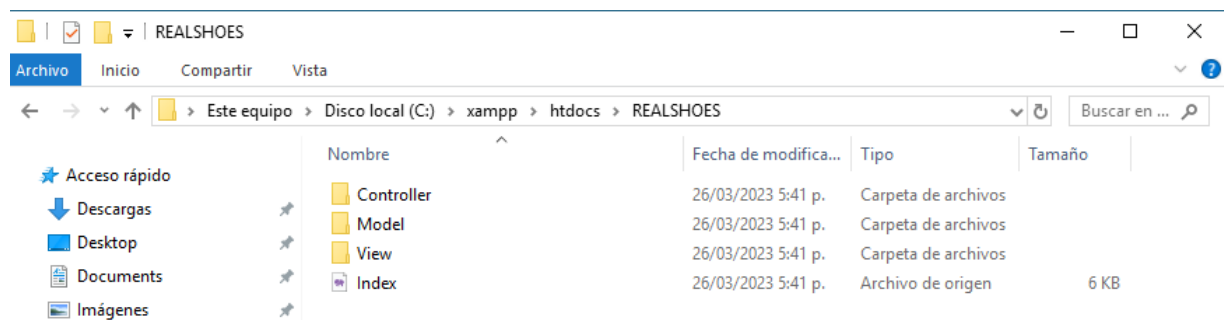 REALSHOES
Archivo Inicio Compartir Vista
Este equipo > Disco local (C:) > xampp > htdocs > REALSHOES Buscar en ...
Nombre Fecha de modifica... Tipo Tamaño
Acceso rápido
Descargas
Desktop
Documents
Imágenes
Controller 26/03/2023 5:41 p. Carpeta de archivos
Model 26/03/2023 5:41 p. Carpeta de archivos
View 26/03/2023 5:41 p. Carpeta de archivos
Index 26/03/2023 5:41 p. Archivo de origen 6 KB